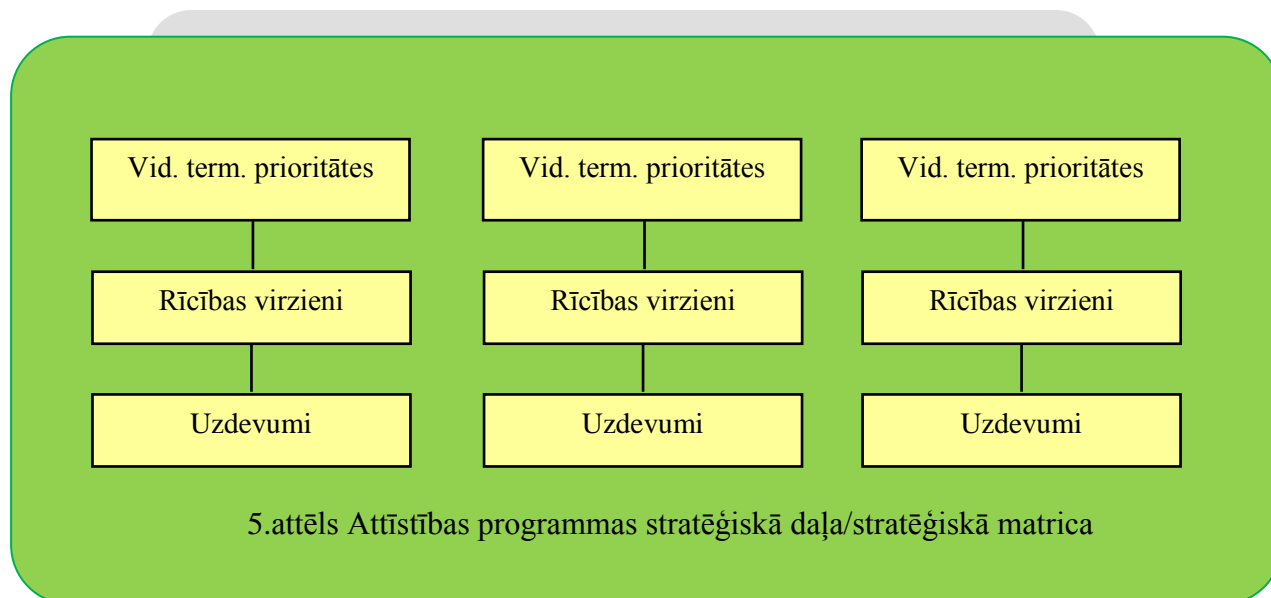 Vid. term. prioritātes
Vid. term. prioritātes
Vid. term. prioritātes
Rīcības virzieni
Rīcības virzieni
Rīcības virzieni
Uzdevumi
Uzdevumi
Uzdevumi
5.attēls Attīstības programmas stratēģiskā daļa/stratēģiskā matrica